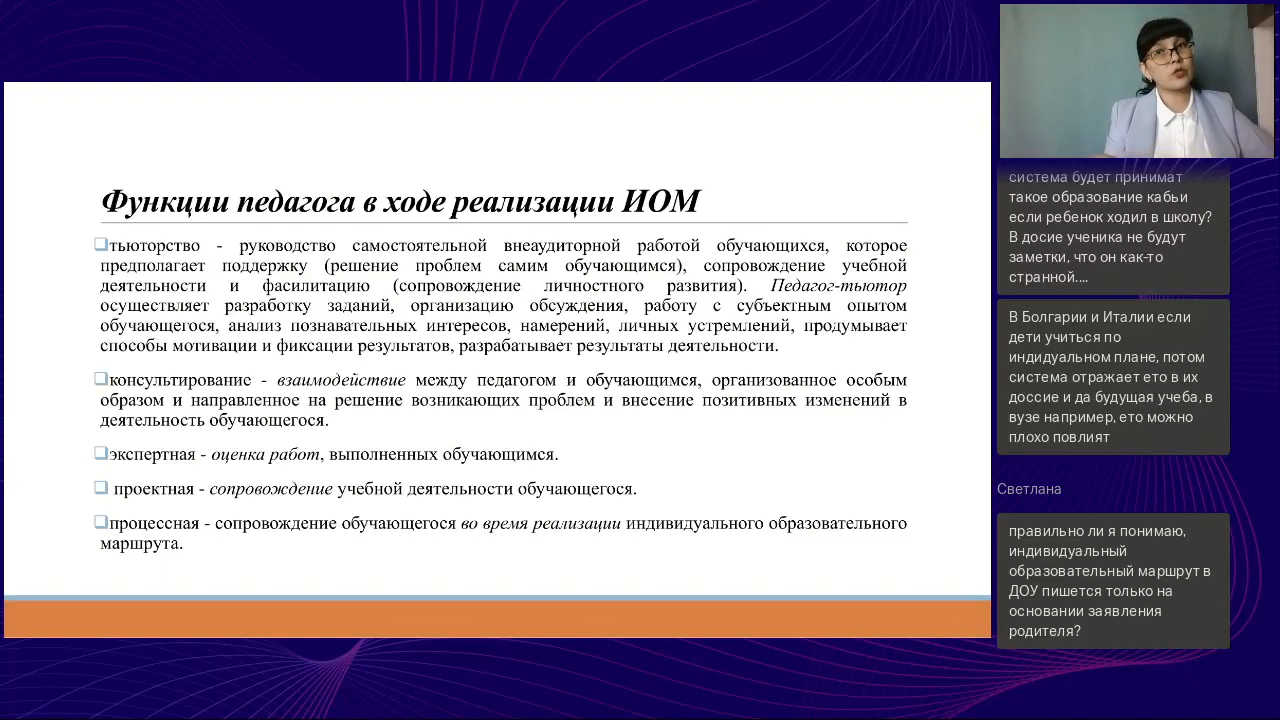 Функции педагога в ходе реализации ИОМ
тьюторство - руководство самостоятельной внеаудиторной работой обучающихся, которое
предполагает поддержку (решение проблем самим обучающимся), сопровождение учебной
деятельности и фасилитацию (сопровождение личностного развития). Педагог-тьютор
осуществляет разработку заданий, организацию обсуждения, работу с субъектным опытом
обучающегося, анализ познавательных интересов, намерений, личных устремлений, продумывает
способы мотивации и фиксации результатов, разрабатывает результаты деятельности.
консультирование - взаимодействие между педагогом и обучающимся, организованное особым
образом и направленное на решение возникающих проблем и внесение позитивных изменений в
деятельность обучающегося.
экспертная - оценка работ, выполненных обучающимся.
проектная - сопровождение учебной деятельности обучающегося.
процессная - сопровождение обучающегося во время реализации индивидуального образовательного
маршрута.
система будет принимат
такое образование кабьи
если ребенок ходил в школу?
В досие ученика не будут
заметки, что он как-то
странной....
В Болгарии и Италии если
дети учиться по
индидуальном плане, потом
система отражает ето в их
доссие и да будущая учеба, в
вузе например, ето можно
плохо повлият
Светлана
правильно ли я понимаю,
индивидуальный
образовательный маршрут в
ДОУ пишется только на
основании заявления
родителя?